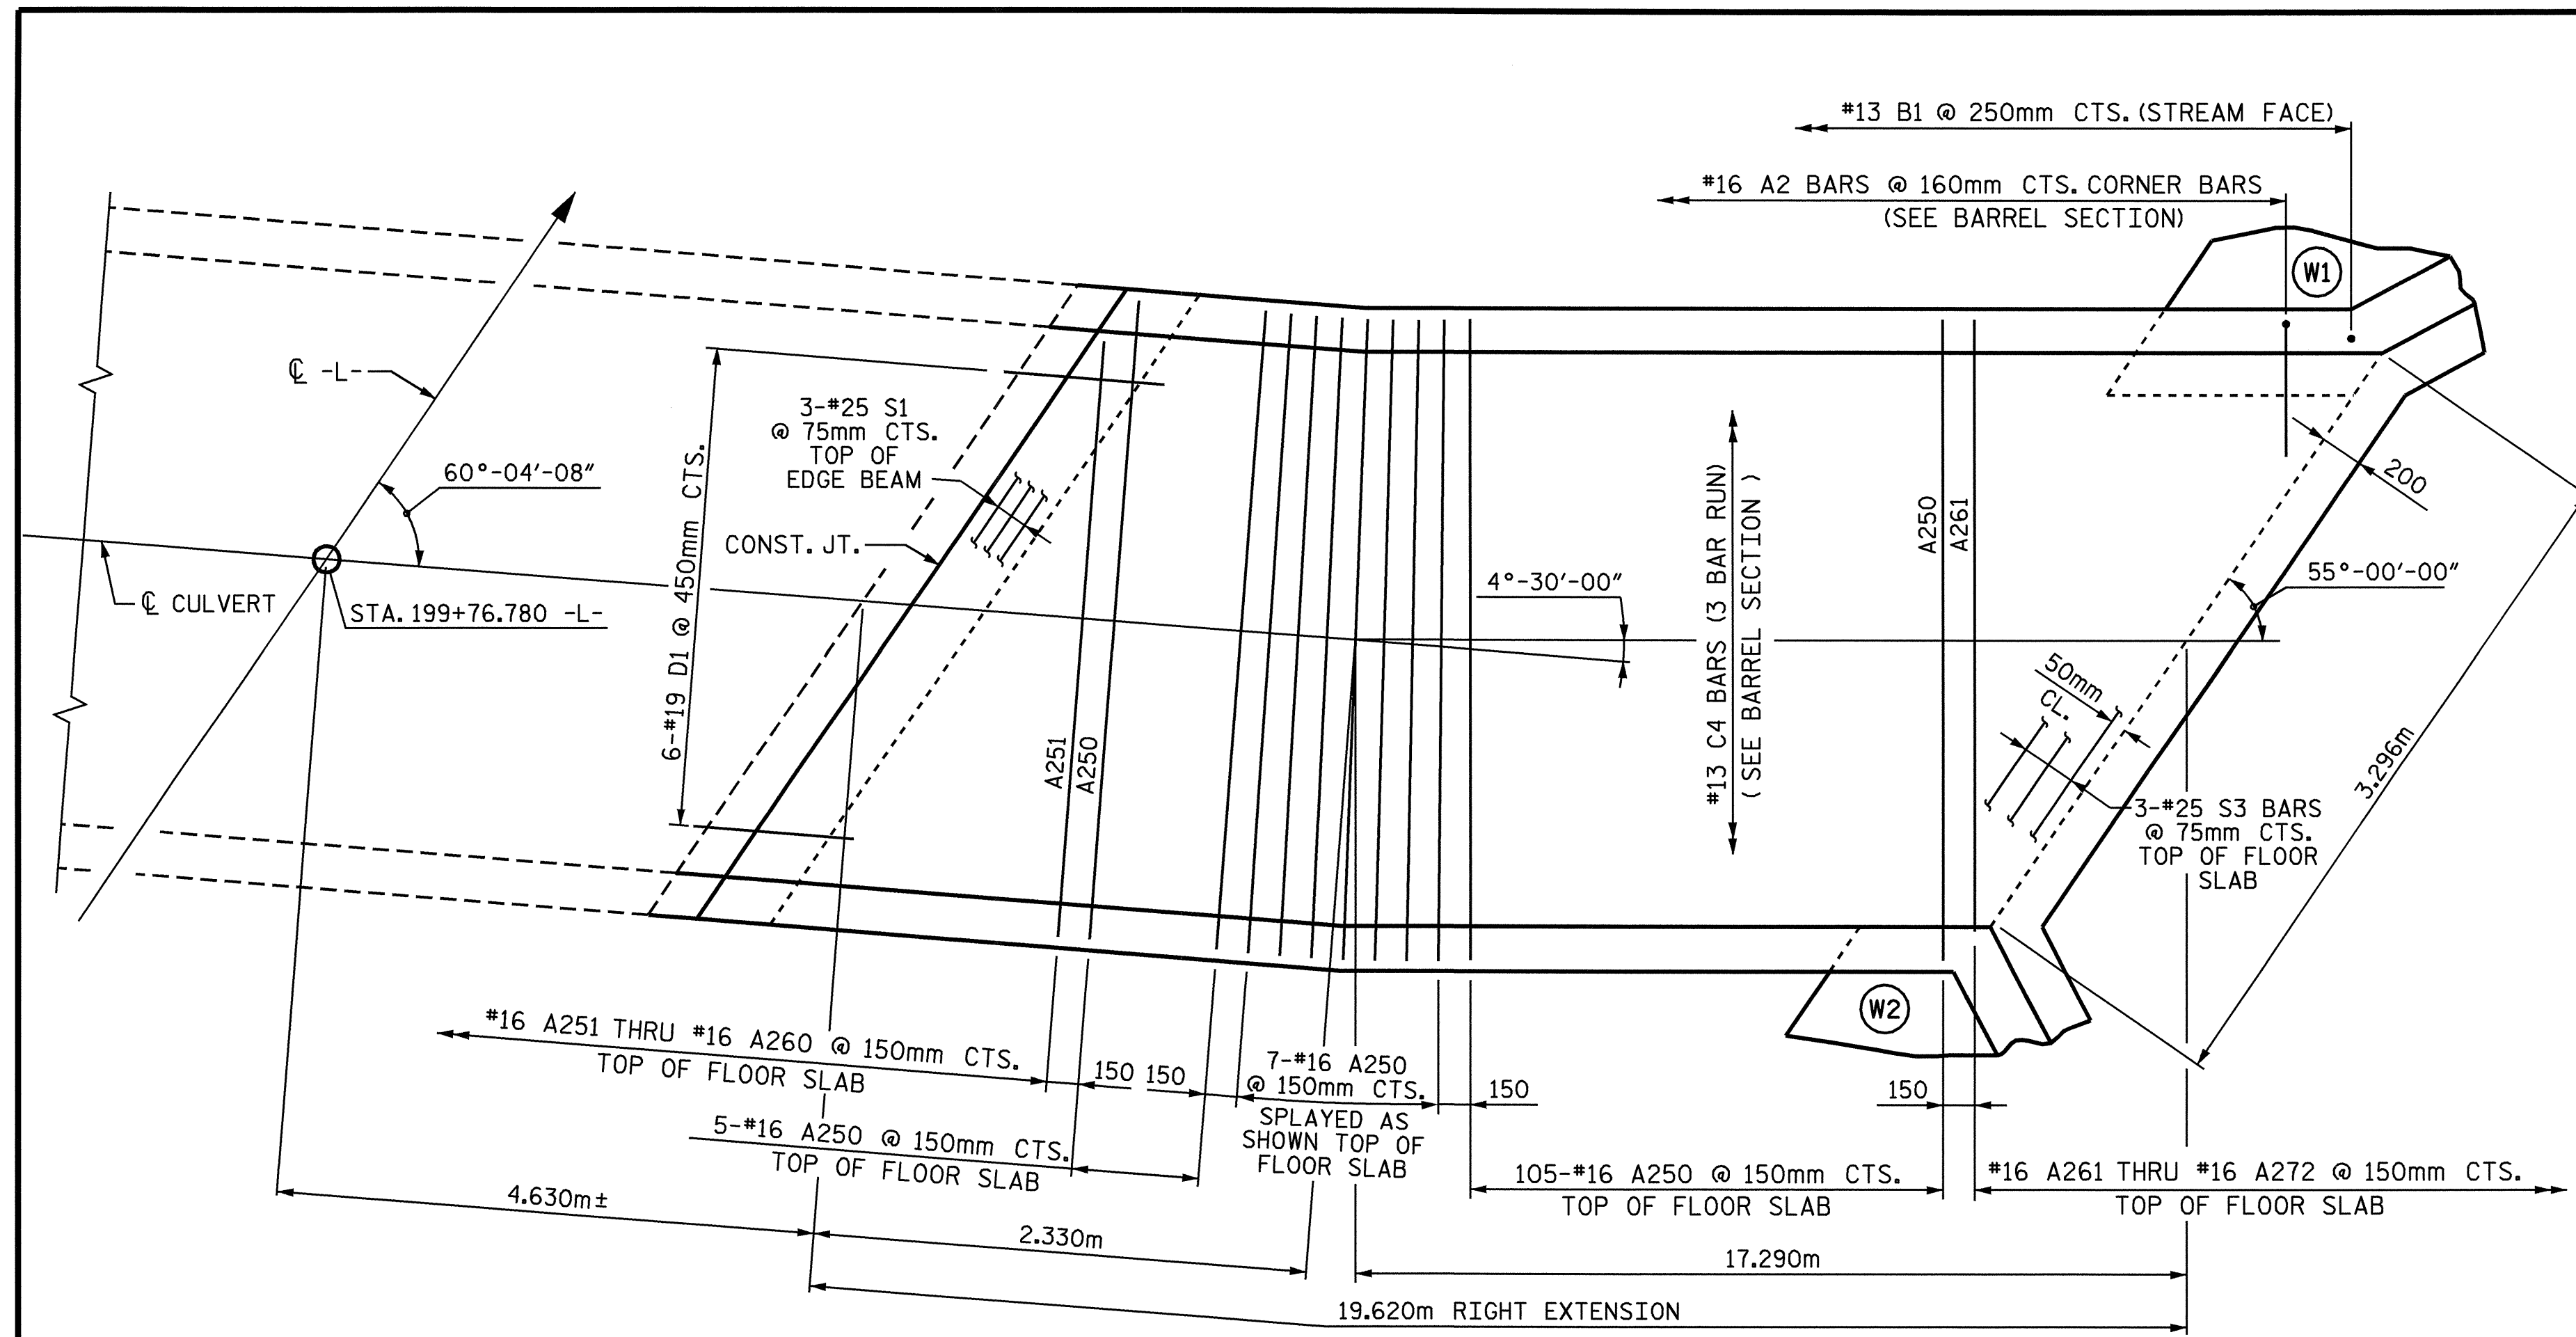 #13 B1 @ 250mm CTS. (STREAM FACE)
#16 A2 BARS @ 160mm CTS. CORNER BARS
(SEE BARREL SECTION)
W1
℄ -L-
3-#25 S1
@ 75mm CTS.
TOP OF
EDGE BEAM
60°-04'-08"
6-#19 D1 @ 450mm CTS.
CONST. JT.
℄ CULVERT
STA. 199+76.780 -L-
4°-30'-00"
#13 C4 BARS (3 BAR RUN)
( SEE BARREL SECTION )
A250
A261
200
55°-00'-00"
50mm
CL.
3.296m
3-#25 S3 BARS
@ 75mm CTS.
TOP OF FLOOR
SLAB
A251
A250
W2
#16 A251 THRU #16 A260 @ 150mm CTS.
TOP OF FLOOR SLAB
150
150
7-#16 A250
@ 150mm CTS.
SPLAYED AS
SHOWN TOP OF
FLOOR SLAB
150
150
5-#16 A250 @ 150mm CTS.
TOP OF FLOOR SLAB
105-#16 A250 @ 150mm CTS.
TOP OF FLOOR SLAB
#16 A261 THRU #16 A272 @ 150mm CTS.
TOP OF FLOOR SLAB
4.630m±
2.330m
17.290m
19.620m RIGHT EXTENSION